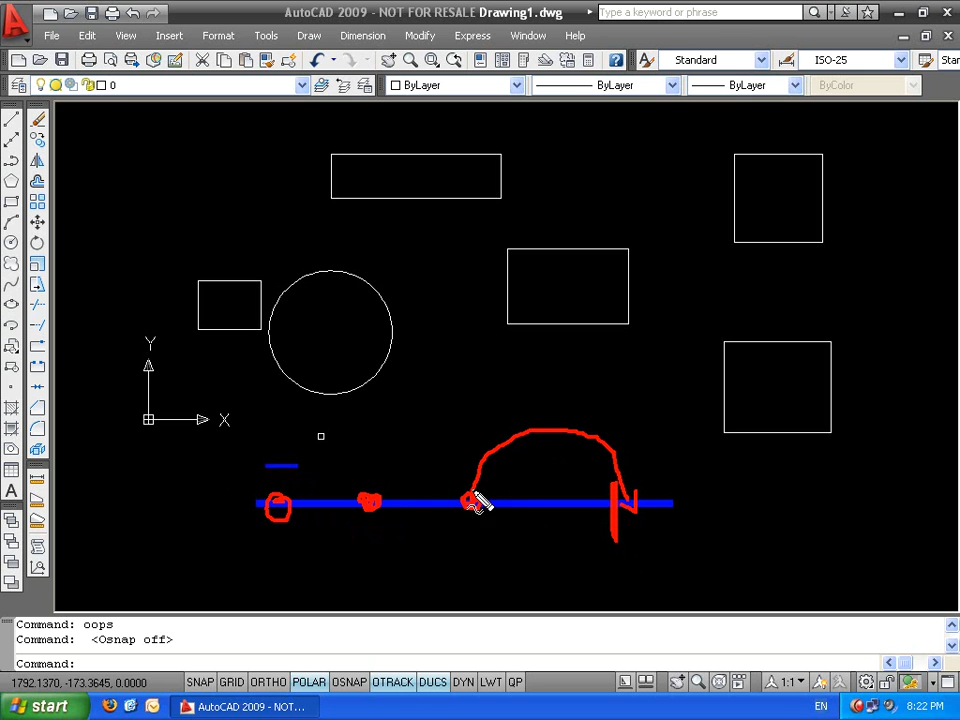 AutoCAD 2009 - NOT FOR RESALE Drawing1.dwg
Type a keyword or phrase
File Edit View Insert Format Tools Draw Dimension Modify Express Window Help
Standard ISO-25 Star
0 ByLayer ByLayer ByLayer ByColor
Y
X
A
Command: oops
Command: <Osnap off>
Command:
1792.1370, -173.3645, 0.0000 SNAP GRID ORTHO POLAR OSNAP OTRACK DUCS DYN LWT QP 1:1
start AutoCAD 2009 - NOT... EN 8:22 PM